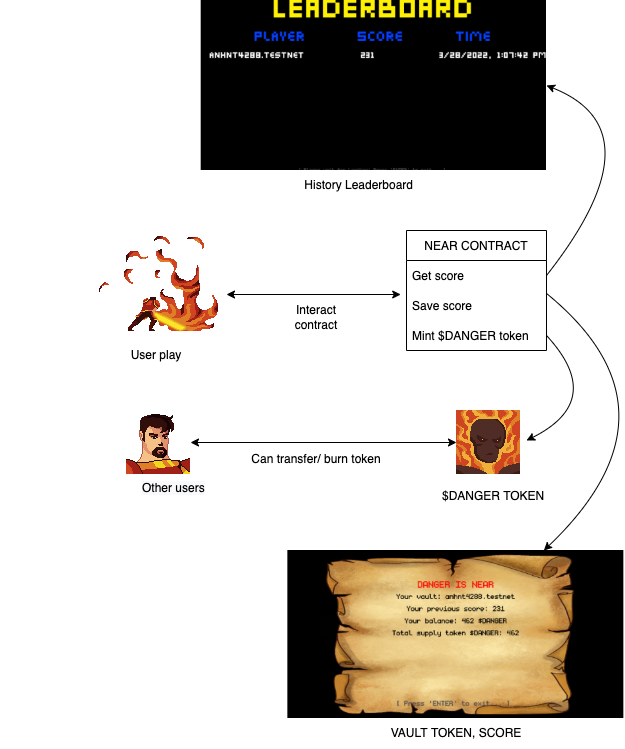 LEADERBOARD
PLAYER SCORE TIME
ANHNT4288.TESTNET 231 3/28/2022, 1:07:42 PM
History Leaderboard
NEAR CONTRACT
Get score
Save score
Mint $DANGER token
Interact
contract
User play
Can transfer/ burn token
Other users
$DANGER TOKEN
DANGER IS NEAR
Your vault: anhnt4288.testnet
Your previous score: 231
Your balance: 462 $DANGER
Total supply token $DANGER: 462
[ Press 'ENTER' to exit... ]
VAULT TOKEN, SCORE